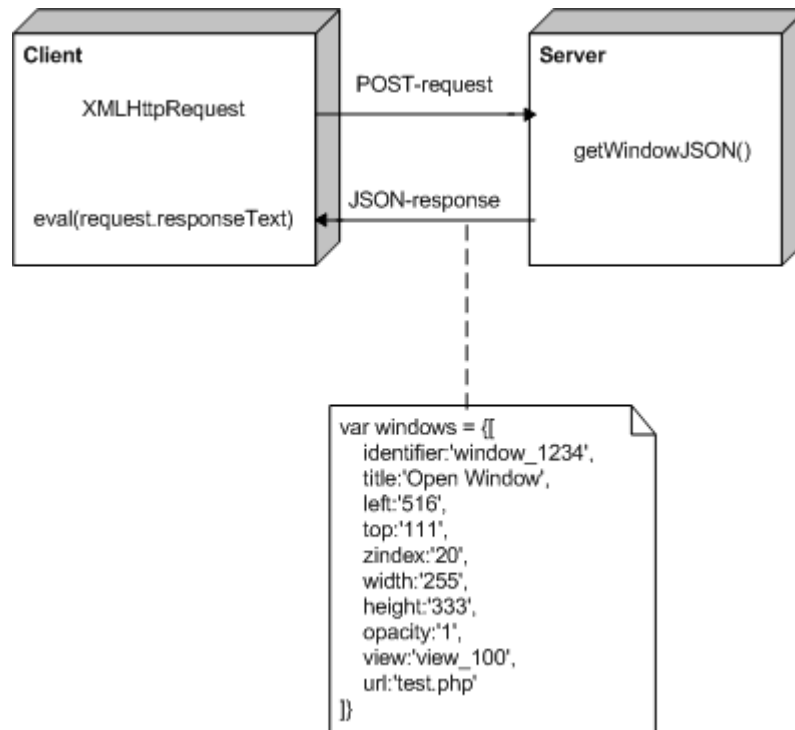 Client
XMLHttpRequest
eval(request.responseText)
POST-request
JSON-response
Server
getWindowJSON()
var windows = {[
identifier:'window_1234',
title:'Open Window',
left:'516',
top:'111',
zindex:'20',
width:'255',
height:'333',
opacity:'1',
view:'view_100',
url:'test.php'
]}